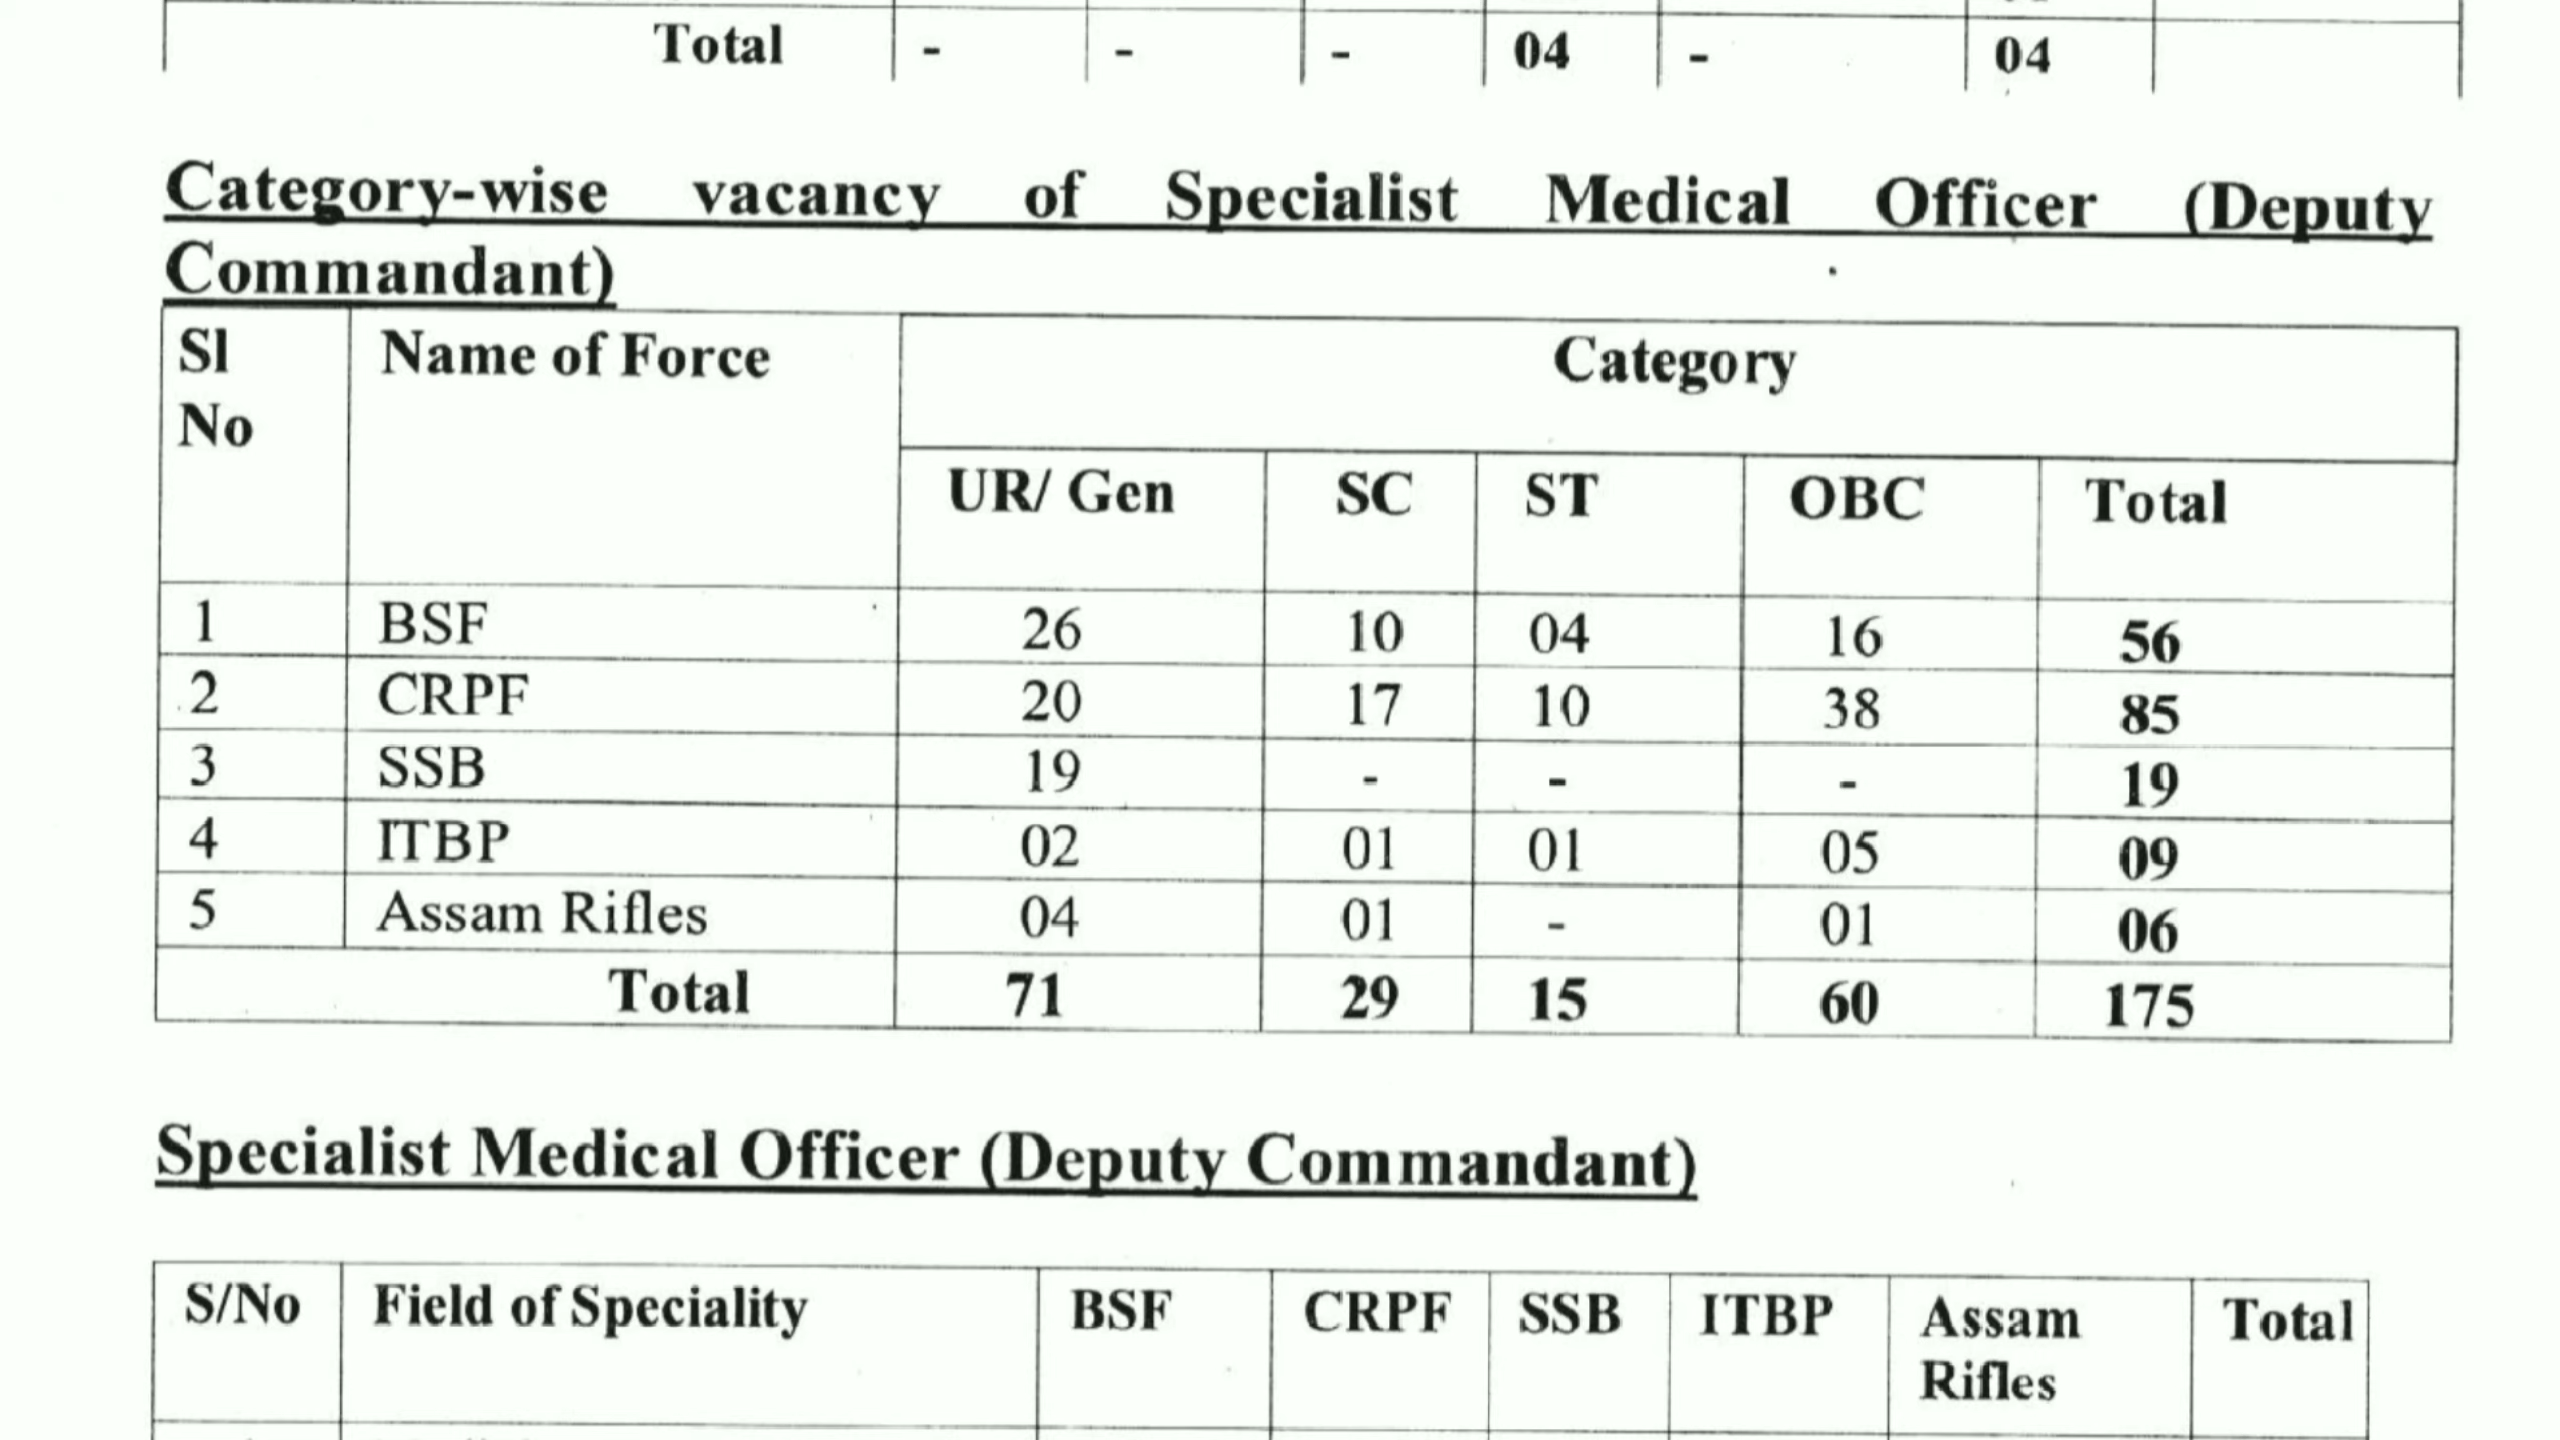 Total - - - 04 - 04
Category-wise vacancy of Specialist Medical Officer (Deputy
Commandant)
Sl No Name of Force Category
UR/ Gen SC ST OBC Total
1 BSF 26 10 04 16 56
2 CRPF 20 17 10 38 85
3 SSB 19 - - - 19
4 ITBP 02 01 01 05 09
5 Assam Rifles 04 01 - 01 06
Total 71 29 15 60 175
Specialist Medical Officer (Deputy Commandant)
S/No Field of Speciality BSF CRPF SSB ITBP Assam Total
Rifles